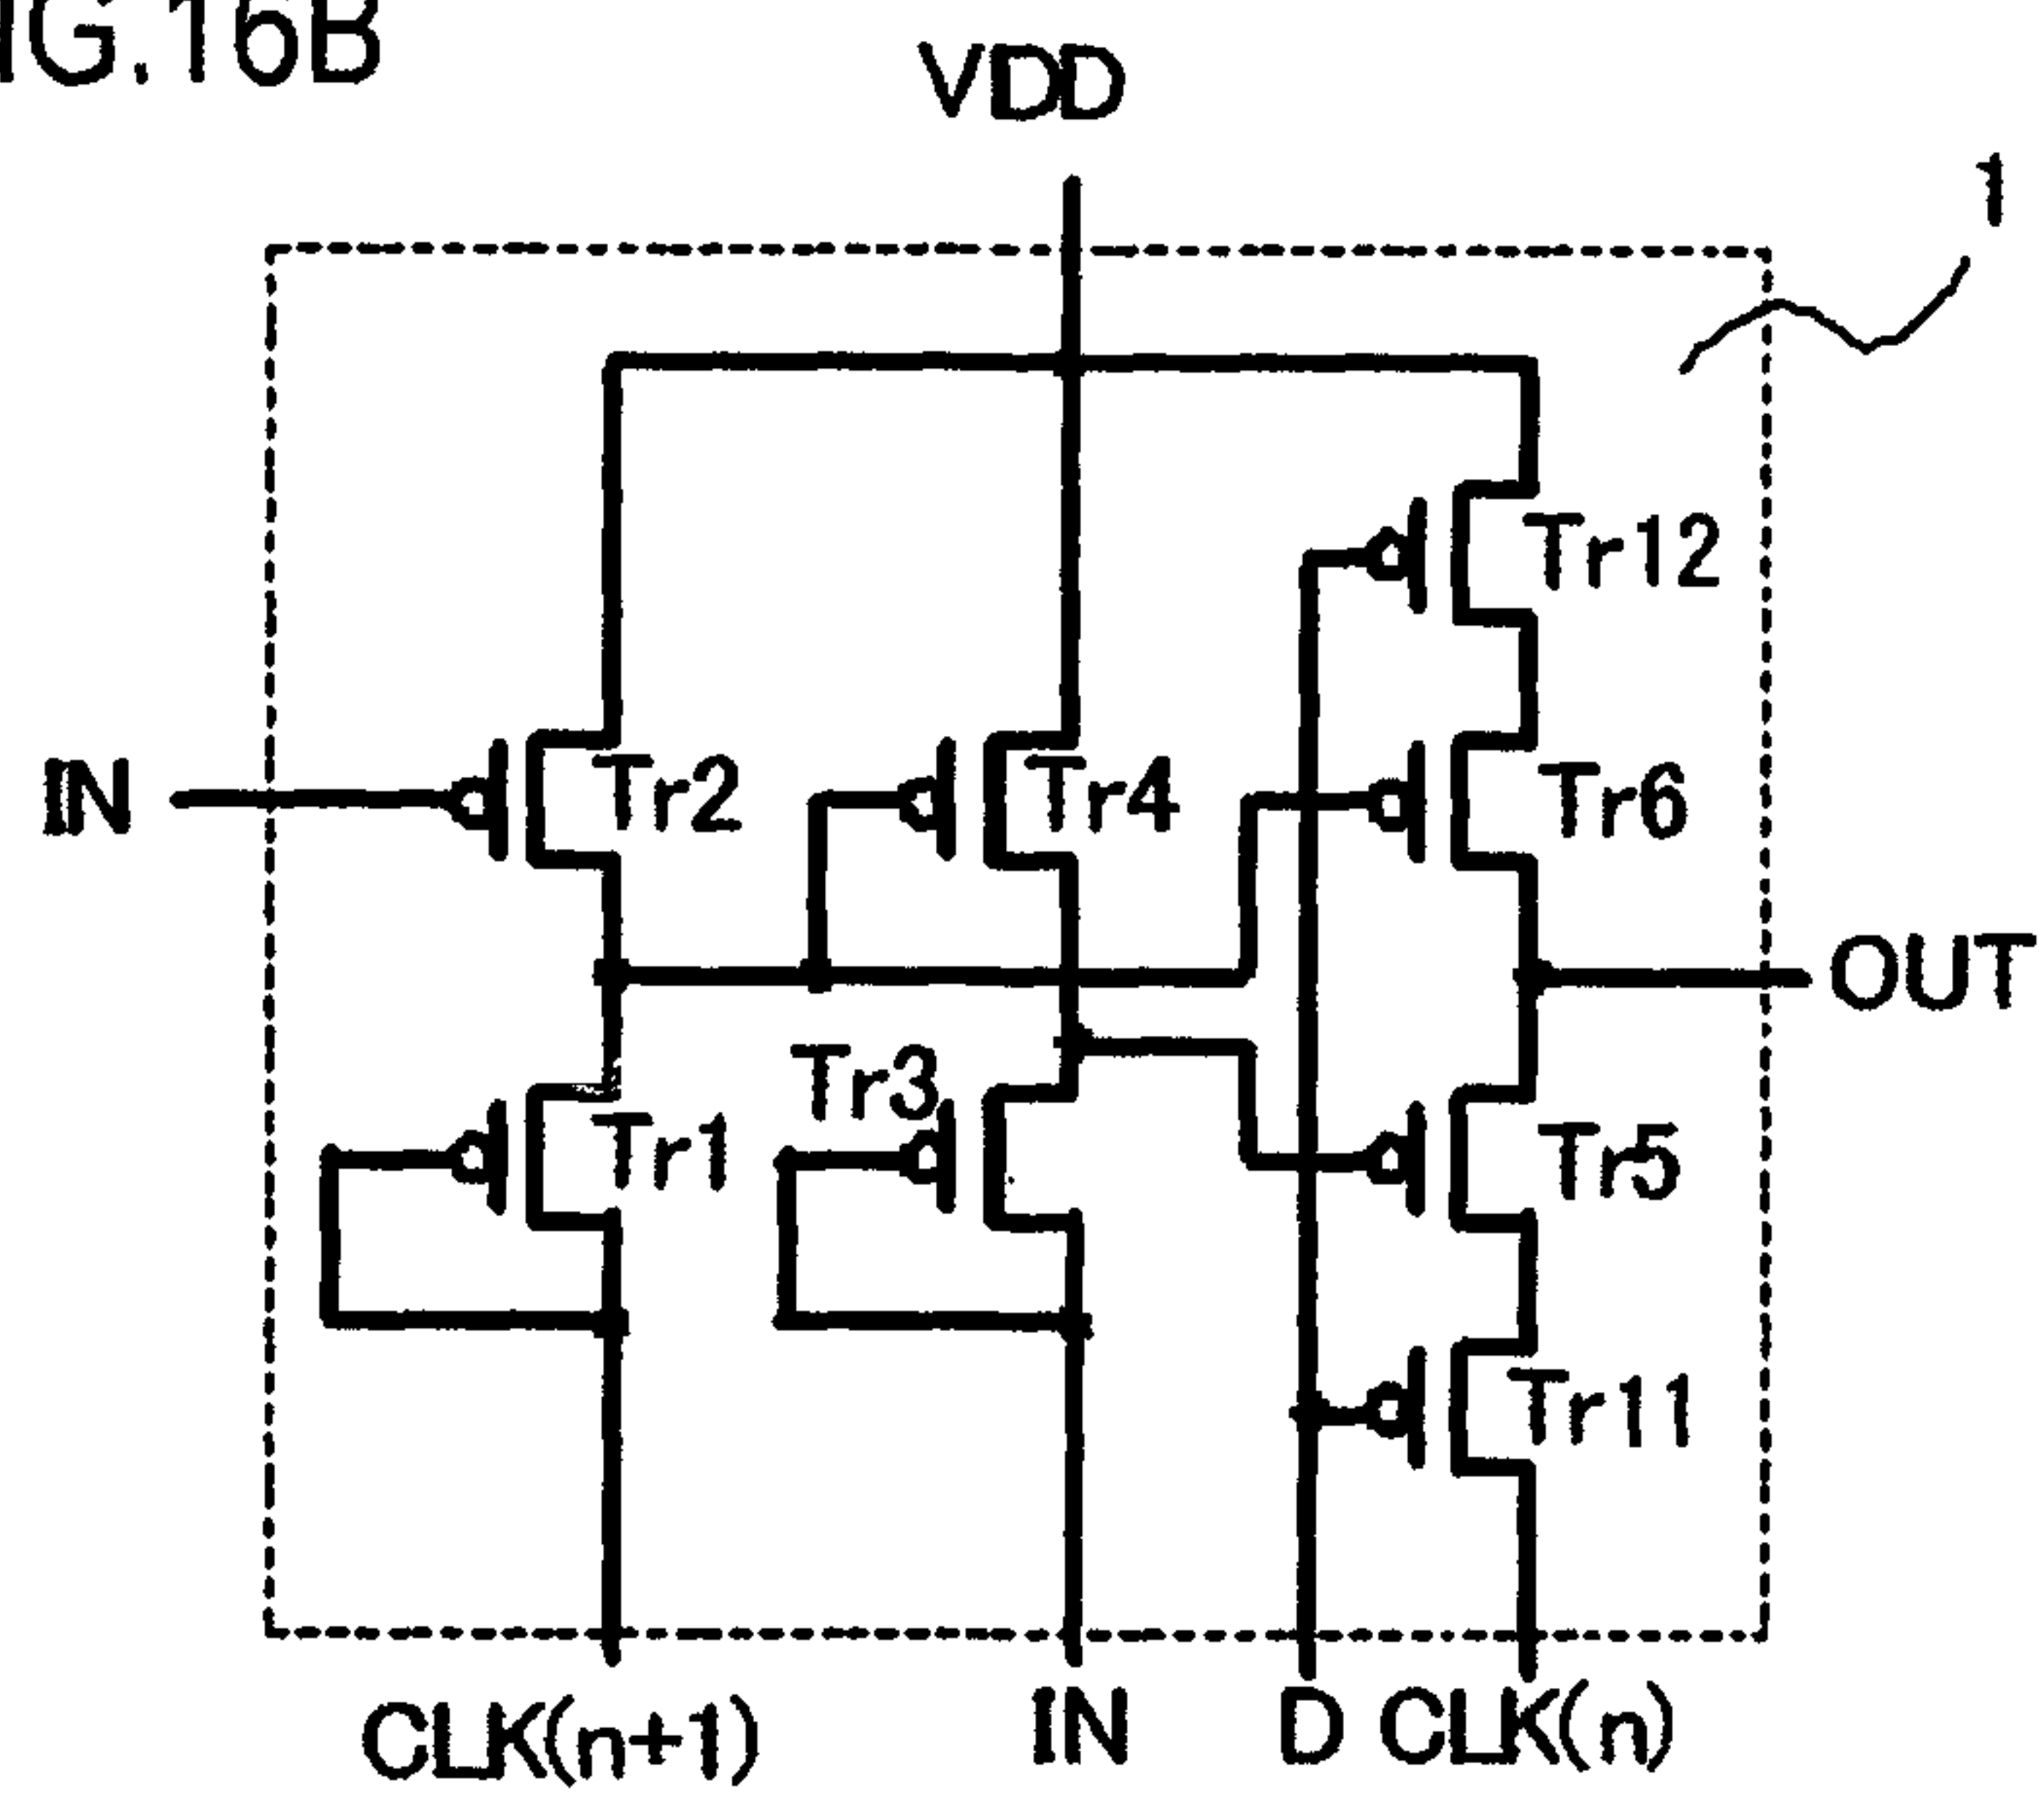 IG.16B
VDD
1
Tr12
IN
Tr2
Tr4
Tr6
OUT
Tr3
Tr1
Tr5
Tr11
CLK(n+1)
IN
D
CLK(n)